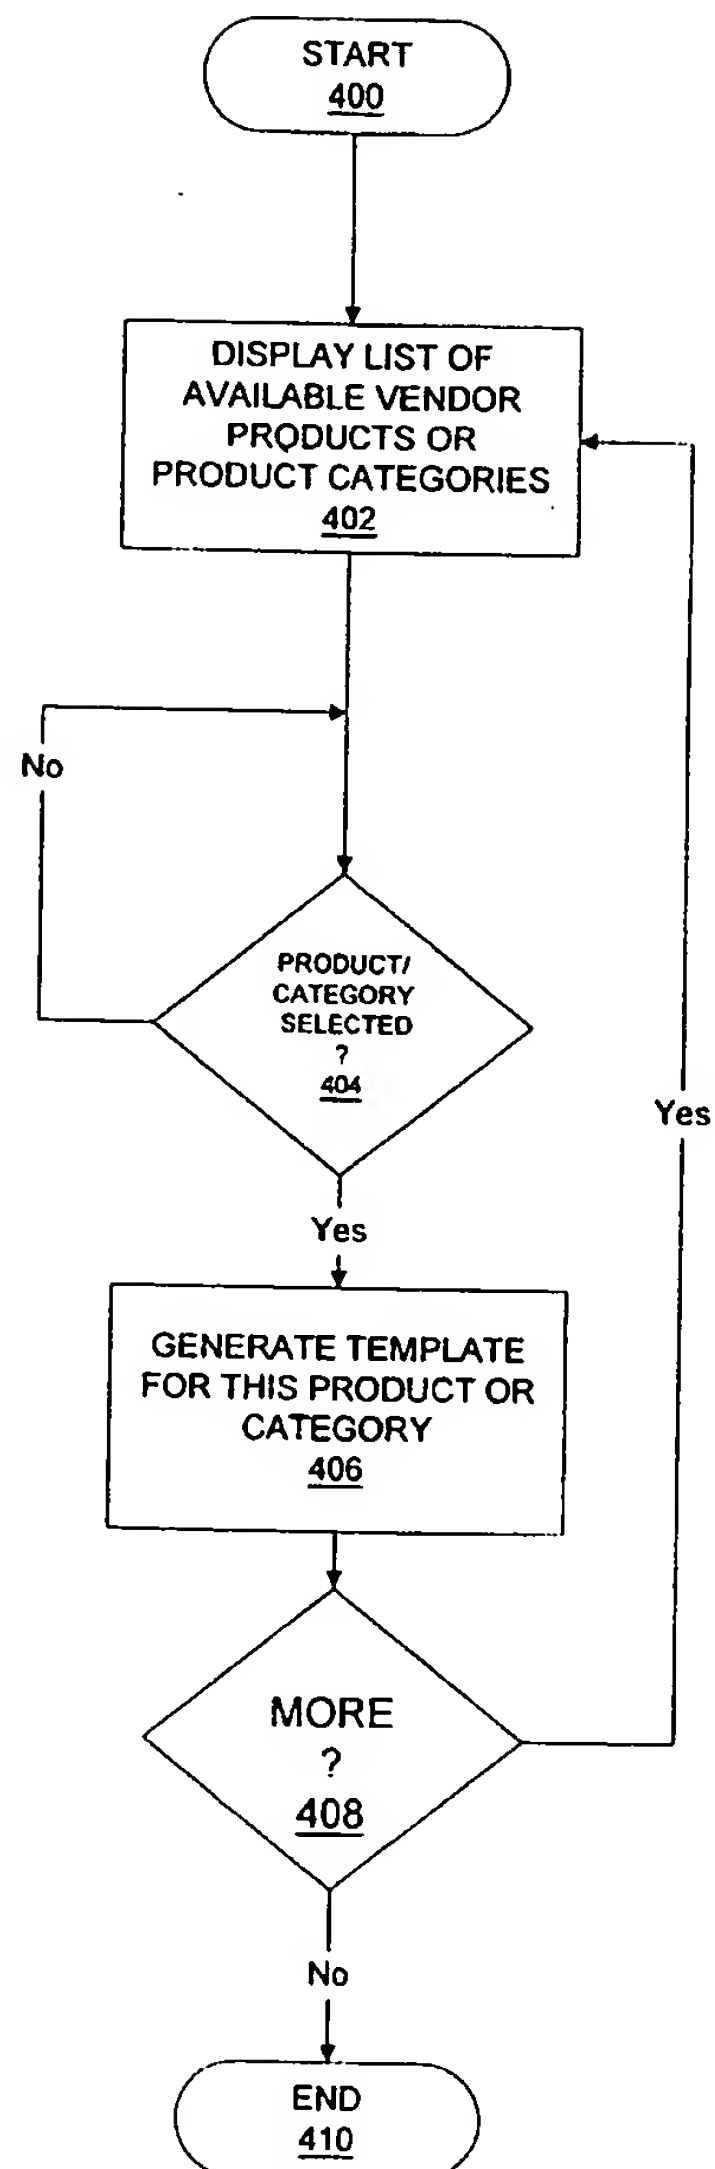 START
400
DISPLAY LIST OF
AVAILABLE VENDOR
PRODUCTS OR
PRODUCT CATEGORIES
402
No
PRODUCT/
CATEGORY
SELECTED
?
404
Yes
Yes
GENERATE TEMPLATE
FOR THIS PRODUCT OR
CATEGORY
406
MORE
?
408
No
END
410